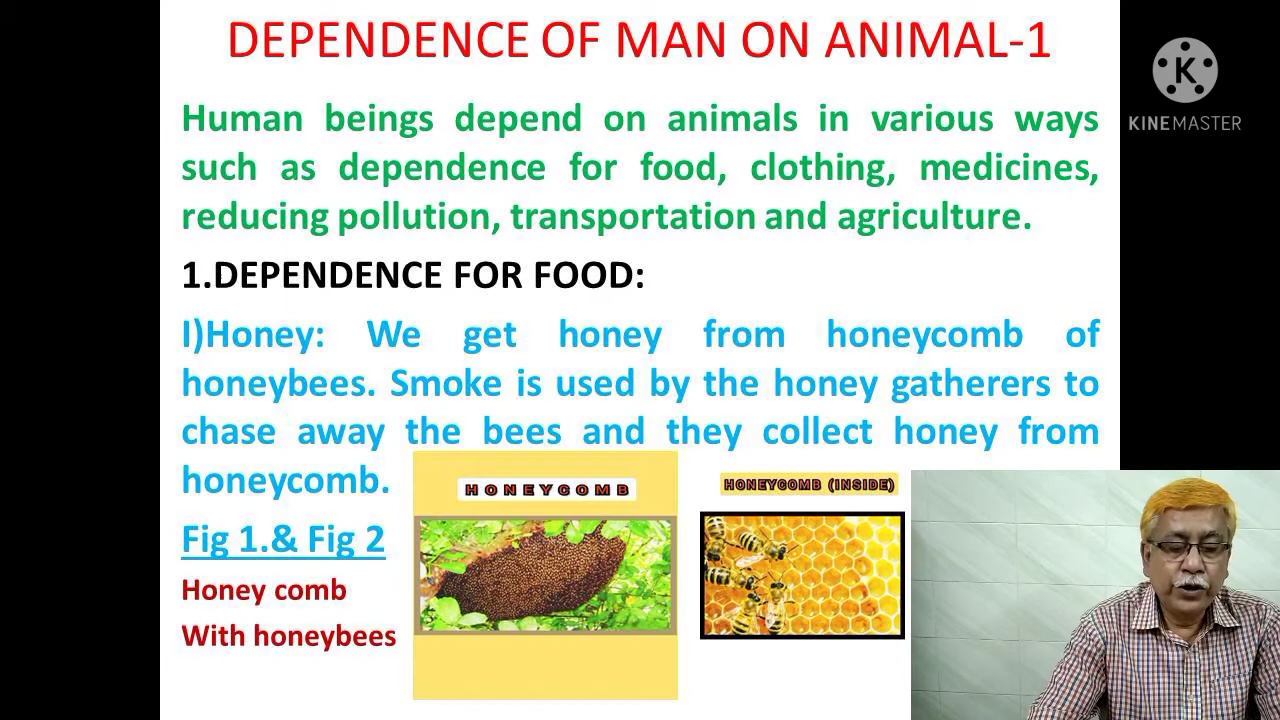 DEPENDENCE OF MAN ON ANIMAL-1
K
KINEMASTER
Human beings depend on animals in various ways
such as dependence for food, clothing, medicines,
reducing pollution, transportation and agriculture.
1.DEPENDENCE FOR FOOD:
I)Honey: We get honey from honeycomb of
honeybees. Smoke is used by the honey gatherers to
chase away the bees and they collect honey from
honeycomb.
HONEYCOMB
HONEYCOMB (INSIDE)
Fig 1.& Fig 2
Honey comb
With honeybees